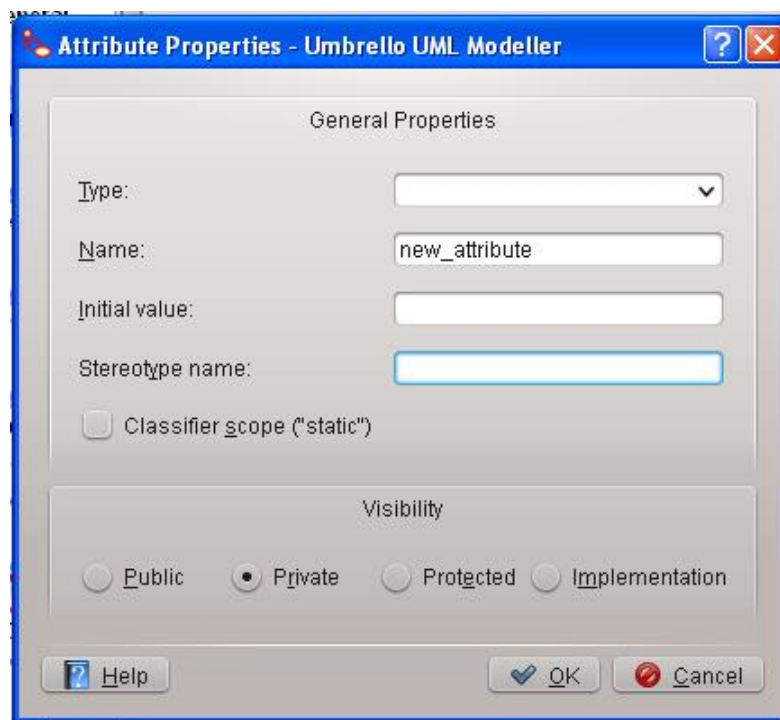 Attribute Properties - Umbrello UML Modeller
General Properties
Type:
Name: new_attribute
Initial value:
Stereotype name:
Classifier scope ("static")
Visibility
Public Private Protected Implementation
Help OK Cancel